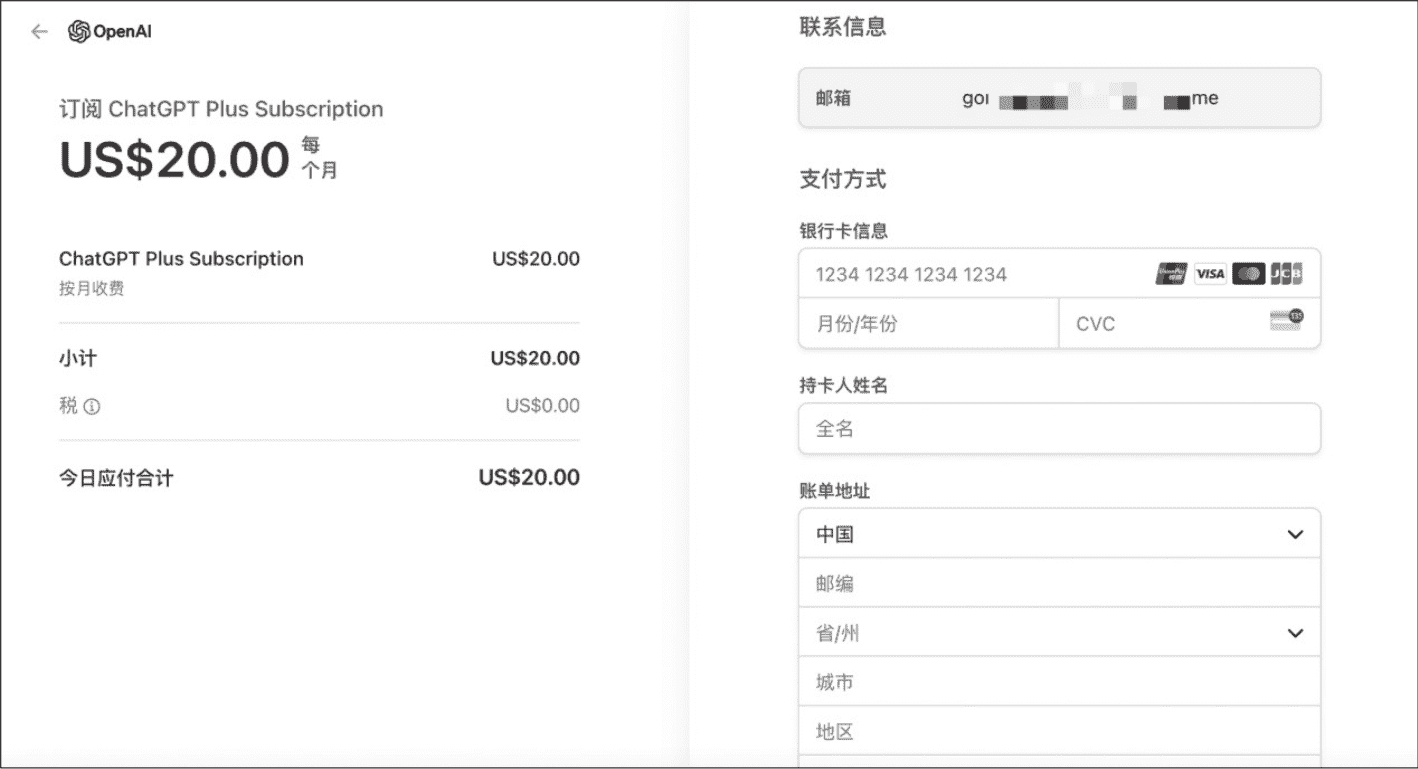 OpenAI
订阅 ChatGPT Plus Subscription
US$20.00 每
个月
ChatGPT Plus Subscription US$20.00
按月收费
小计 US$20.00
税 US$0.00
今日应付合计 US$20.00
联系信息
邮箱 gor me
支付方式
银行卡信息
1234 1234 1234 1234 VISA JCB
月份/年份 CVC 135
持卡人姓名
全名
账单地址
中国
邮编
省/州
城市
地区